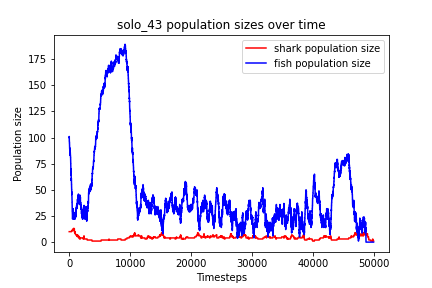 solo_43 population sizes over time
shark population size
fish population size
Population size
175
150
125
100
75
50
25
0
0 10000 20000 30000 40000 50000
Timesteps